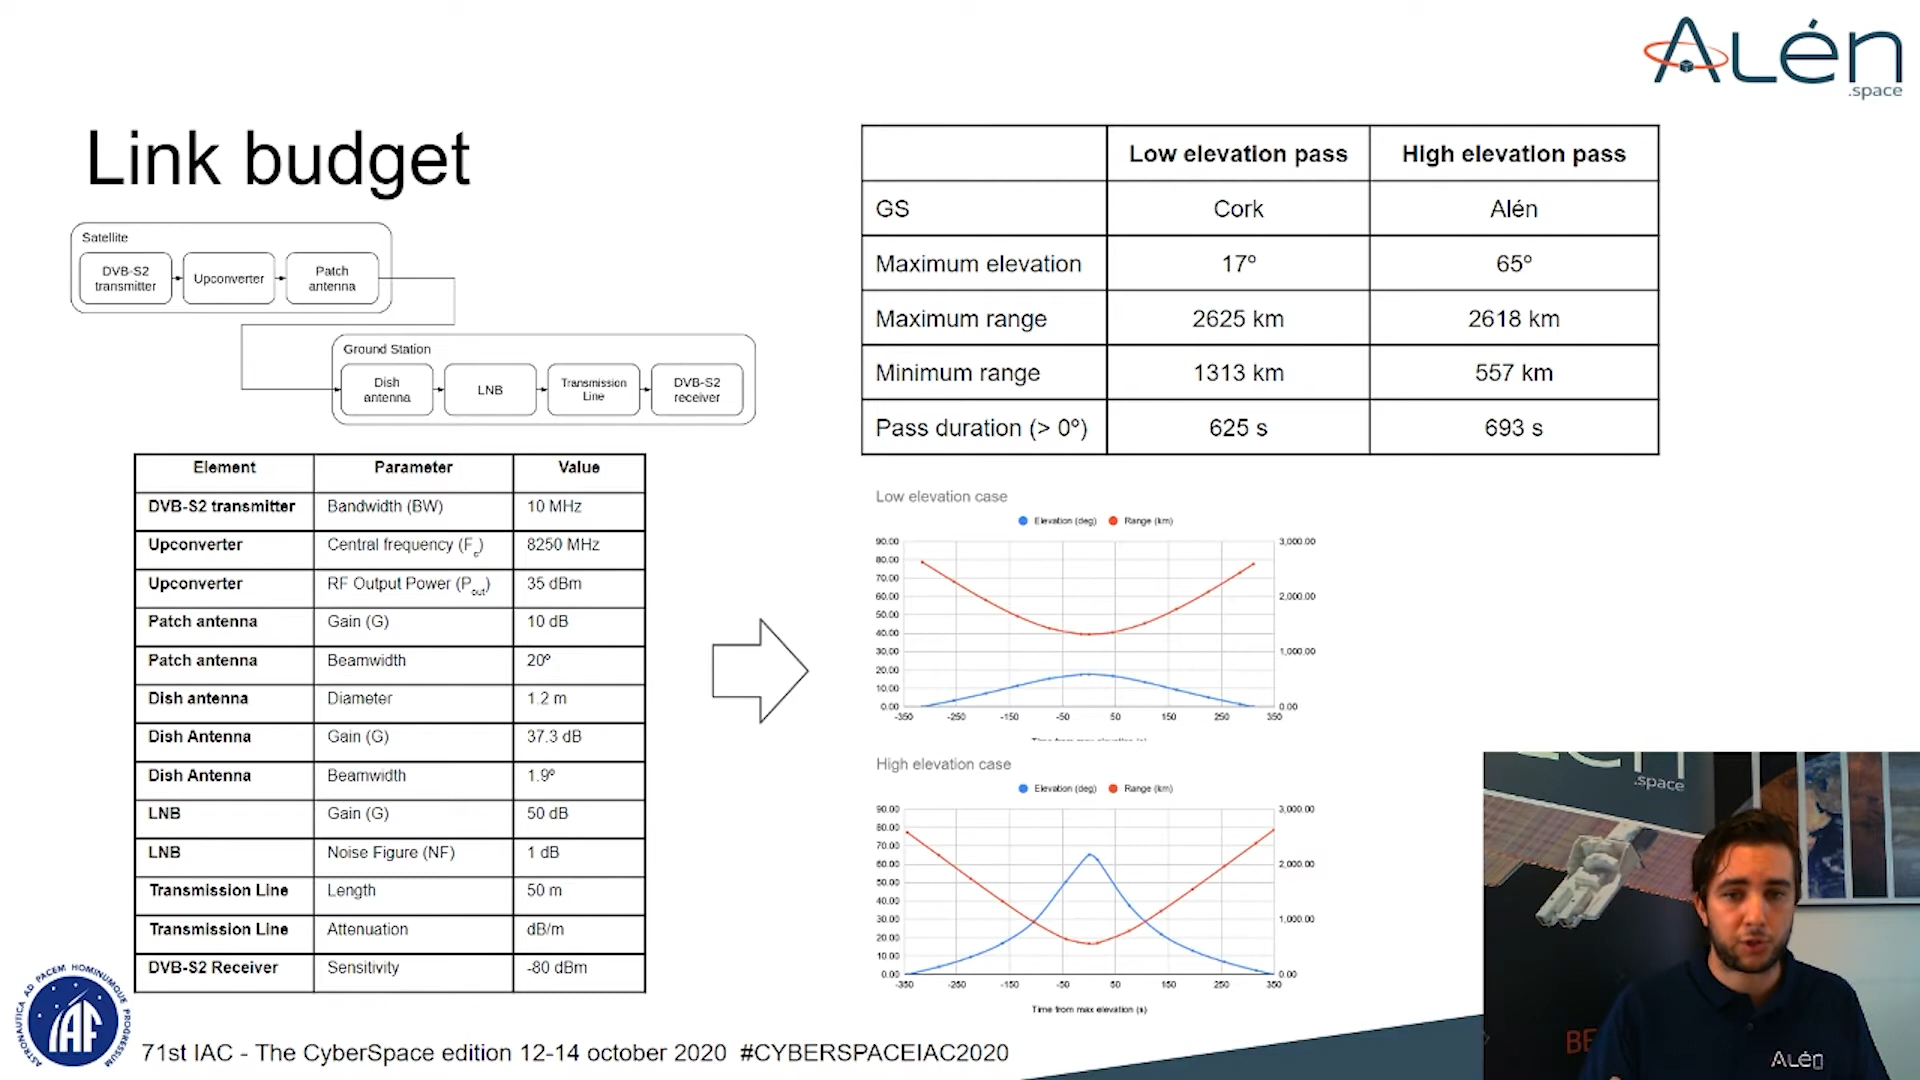 Alén
.space
Link budget
Satellite
DVB-S2
transmitter
Upconverter
Patch
antenna
Ground Station
Dish
antenna
LNB
Transmission
Line
DVB-S2
receiver
Element Parameter Value
DVB-S2 transmitter Bandwidth (BW) 10 MHz
Upconverter Central frequency (Fc) 8250 MHz
Upconverter RF Output Power (Pout) 35 dBm
Patch antenna Gain (G) 10 dB
Patch antenna Beamwidth 20º
Dish antenna Diameter 1.2 m
Dish Antenna Gain (G) 37.3 dB
Dish Antenna Beamwidth 1.9º
LNB Gain (G) 50 dB
LNB Noise Figure (NF) 1 dB
Transmission Line Length 50 m
Transmission Line Attenuation dB/m
DVB-S2 Receiver Sensitivity -80 dBm
Low elevation pass High elevation pass
GS Cork Alén
Maximum elevation 17º 65º
Maximum range 2625 km 2618 km
Minimum range 1313 km 557 km
Pass duration (> 0º) 625 s 693 s
Low elevation case
Elevation (deg) Range (km)
90.00 3,000.00
80.00
70.00
60.00 2,000.00
50.00
40.00
30.00 1,000.00
20.00
10.00
0.00 0.00
-350 -250 -150 -50 50 150 250 350
Time from max elevation (s)
High elevation case
Elevation (deg) Range (km)
90.00 3,000.00
80.00
70.00
60.00 2,000.00
50.00
40.00
30.00 1,000.00
20.00
10.00
0.00 0.00
-350 -250 -150 -50 50 150 250 350
Time from max elevation (s)
.space
BE
Alén
ASTRONAUTICA AD PACEM HOMINUMQUE PROGRESSUM
IAF
71st IAC - The CyberSpace edition 12-14 october 2020 #CYBERSPACEIAC2020